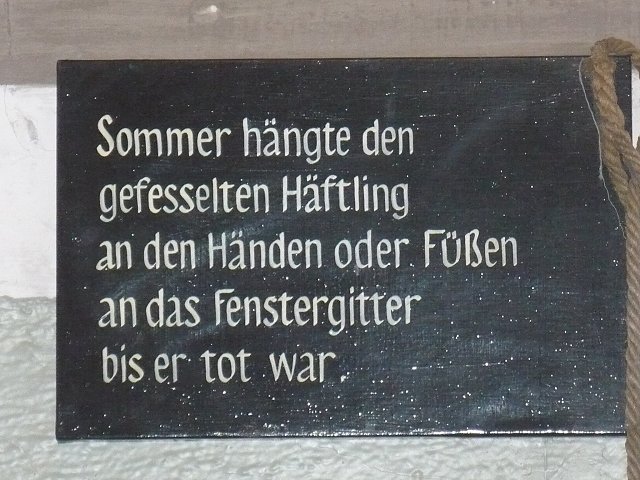 Sommer hängte den
gefesselten Häftling
an den Händen oder Füßen
an das Fenstergitter
bis er tot war.